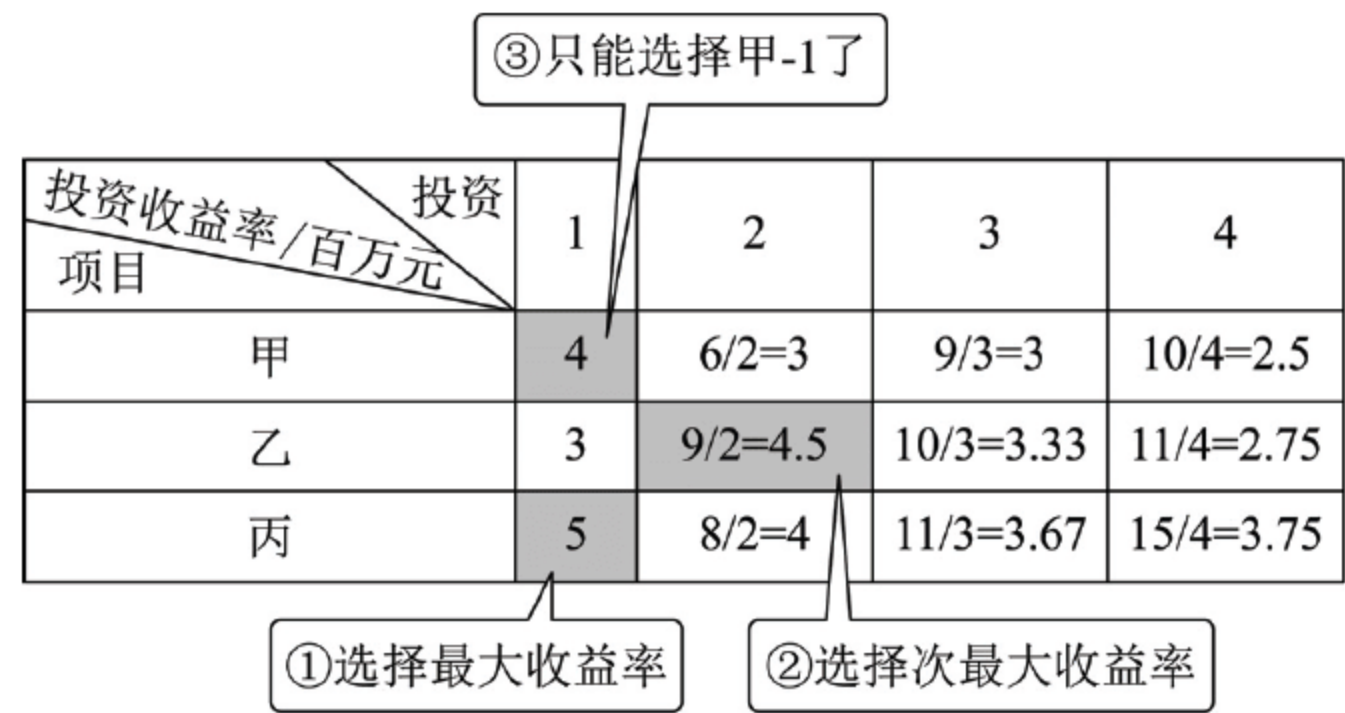 ③只能选择甲-1了
投资收益率/百万元 投资 1 2 3 4
项目
甲 4 6/2=3 9/3=3 10/4=2.5
乙 3 9/2=4.5 10/3=3.33 11/4=2.75
丙 5 8/2=4 11/3=3.67 15/4=3.75
①选择最大收益率 ②选择次最大收益率